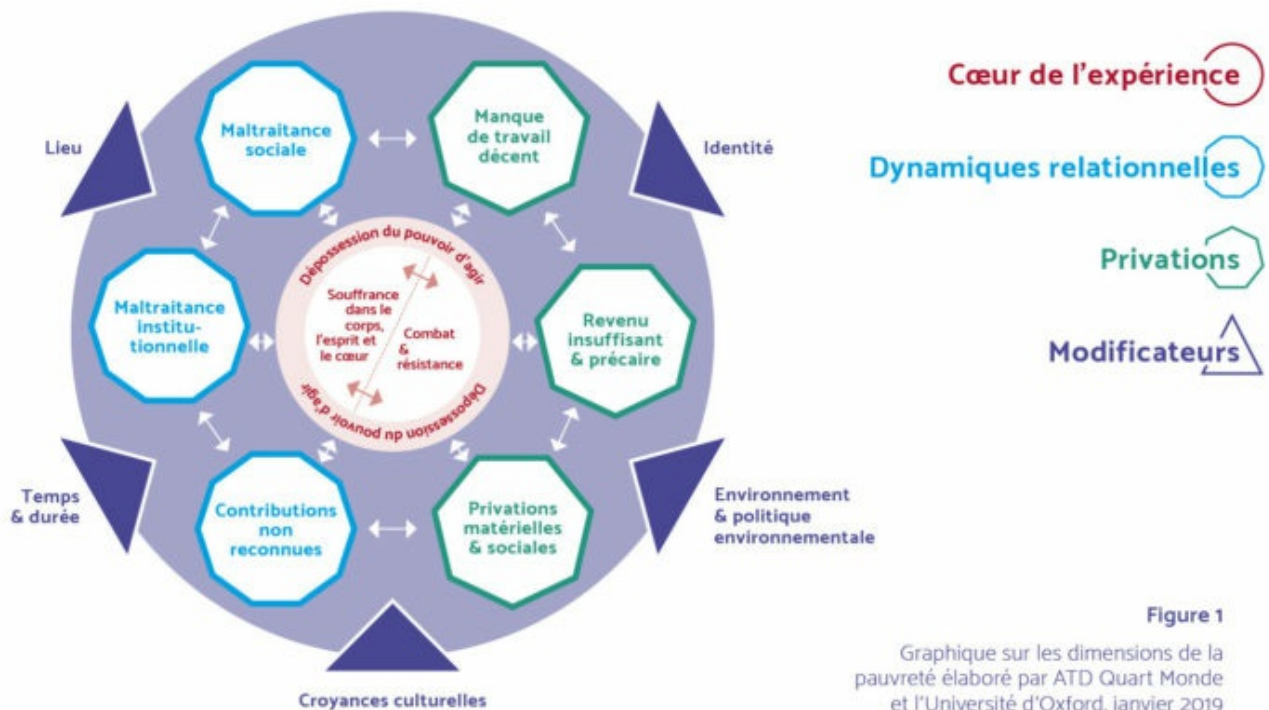 Lieu
Maltraitance
sociale
Manque
de travail
décent
Identité
Maltraitance
institu-
tionnelle
Dépossession du pouvoir d'agir
Souffrance
dans le
corps,
l'esprit et
le cœur
Combat
&
résistance
Dépossession du pouvoir d'agir
Revenu
insuffisant
& précaire
Temps
& durée
Contributions
non
reconnues
Privations
matérielles
& sociales
Environnement
& politique
environnementale
Croyances culturelles
Cœur de l'expérience
Dynamiques relationnelles
Privations
Modificateurs
Figure 1
Graphique sur les dimensions de la
pauvreté élaboré par ATD Quart Monde
et l'Université d'Oxford, janvier 2019